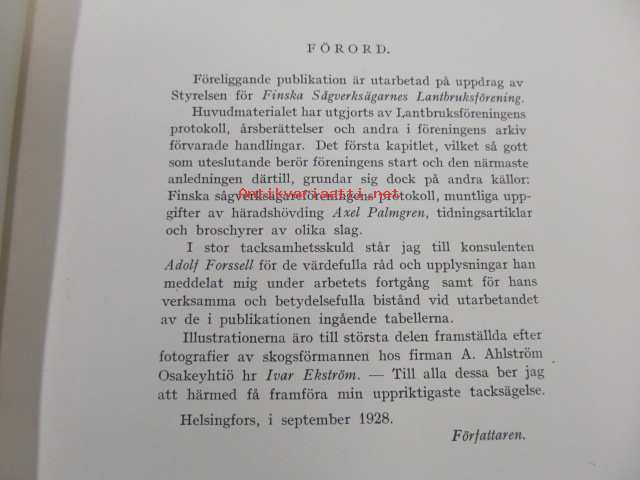 FÖRORD.
Föreliggande publikation är utarbetad på uppdrag av
Styrelsen för Finska Sågverksägarnes Lantbruksförening.
Huvudmaterialet har utgjorts av Lantbruksföreningens
protokoll, årsberättelser och andra i föreningens arkiv
förvarade handlingar. Det första kapitlet, vilket så gott
som uteslutande berör föreningens start och den närmaste
anledningen därtill, grundar sig dock på andra källor:
Antikvariaatti.net
Finska sågverksägareföreningens protokoll, muntliga upp-
gifter av häradshövding Axel Palmgren, tidningsartiklar
och broschyrer av olika slag.
I stor tacksamhetsskuld står jag till konsulenten
Adolf Forssell för de värdefulla råd och upplysningar han
meddelat mig under arbetets fortgång samt för hans
verksamma och betydelsefulla bistånd vid utarbetandet
av de i publikationen ingående tabellerna.
Illustrationerna äro till största delen framställda efter
fotografier av skogsförmannen hos firman A. Ahlström
Osakeyhtiö hr Ivar Ekström. — Till alla dessa ber jag
att härmed få framföra min uppriktigaste tacksägelse.
Helsingfors, i september 1928.
Författaren.